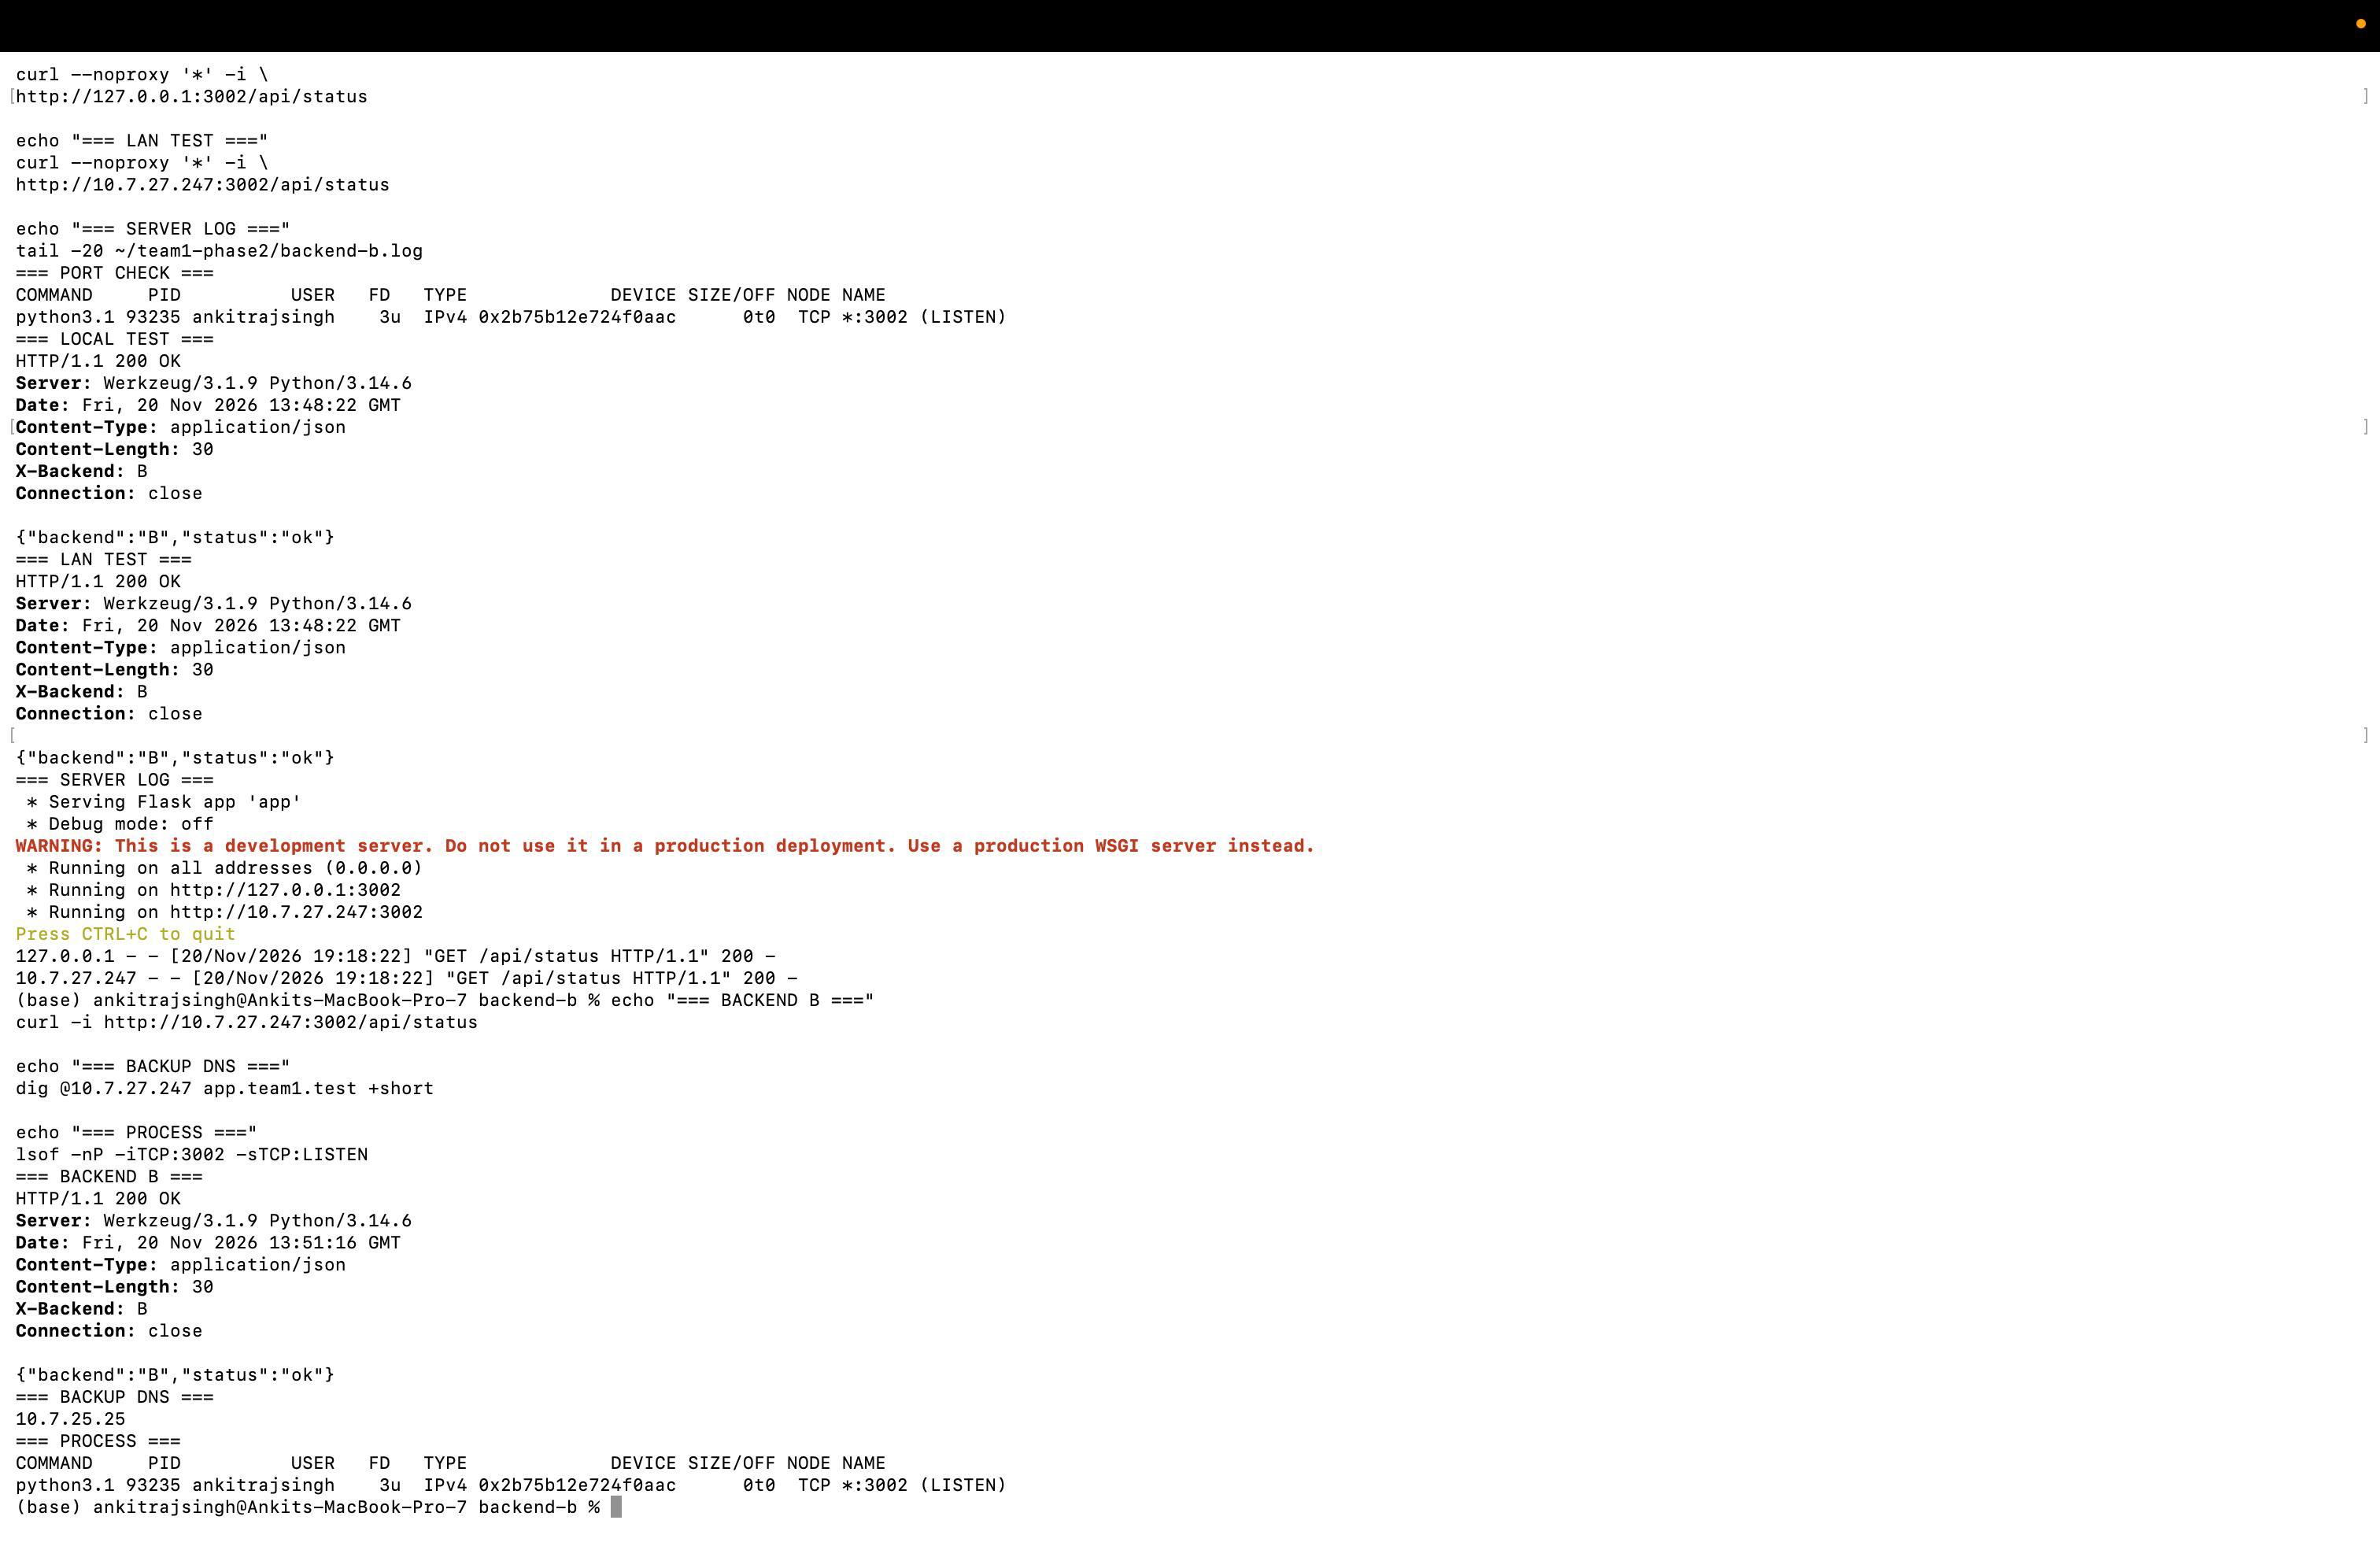 curl --noproxy '*' -i \
[http://127.0.0.1:3002/api/status ]

echo "=== LAN TEST ==="
curl --noproxy '*' -i \
http://10.7.27.247:3002/api/status

echo "=== SERVER LOG ==="
tail -20 ~/team1-phase2/backend-b.log
=== PORT CHECK ===
COMMAND     PID          USER   FD   TYPE             DEVICE SIZE/OFF NODE NAME
python3.1 93235 ankitrajsingh    3u  IPv4 0x2b75b12e724f0aac      0t0  TCP *:3002 (LISTEN)
=== LOCAL TEST ===
HTTP/1.1 200 OK
Server: Werkzeug/3.1.9 Python/3.14.6
Date: Fri, 20 Nov 2026 13:48:22 GMT
[Content-Type: application/json ]
Content-Length: 30
X-Backend: B
Connection: close

{"backend":"B","status":"ok"}
=== LAN TEST ===
HTTP/1.1 200 OK
Server: Werkzeug/3.1.9 Python/3.14.6
Date: Fri, 20 Nov 2026 13:48:22 GMT
Content-Type: application/json
Content-Length: 30
X-Backend: B
Connection: close
[ ]
{"backend":"B","status":"ok"}
=== SERVER LOG ===
 * Serving Flask app 'app'
 * Debug mode: off
WARNING: This is a development server. Do not use it in a production deployment. Use a production WSGI server instead.
 * Running on all addresses (0.0.0.0)
 * Running on http://127.0.0.1:3002
 * Running on http://10.7.27.247:3002
Press CTRL+C to quit
127.0.0.1 - - [20/Nov/2026 19:18:22] "GET /api/status HTTP/1.1" 200 -
10.7.27.247 - - [20/Nov/2026 19:18:22] "GET /api/status HTTP/1.1" 200 -
(base) ankitrajsingh@Ankits-MacBook-Pro-7 backend-b % echo "=== BACKEND B ==="
curl -i http://10.7.27.247:3002/api/status

echo "=== BACKUP DNS ==="
dig @10.7.27.247 app.team1.test +short

echo "=== PROCESS ==="
lsof -nP -iTCP:3002 -sTCP:LISTEN
=== BACKEND B ===
HTTP/1.1 200 OK
Server: Werkzeug/3.1.9 Python/3.14.6
Date: Fri, 20 Nov 2026 13:51:16 GMT
Content-Type: application/json
Content-Length: 30
X-Backend: B
Connection: close

{"backend":"B","status":"ok"}
=== BACKUP DNS ===
10.7.25.25
=== PROCESS ===
COMMAND     PID          USER   FD   TYPE             DEVICE SIZE/OFF NODE NAME
python3.1 93235 ankitrajsingh    3u  IPv4 0x2b75b12e724f0aac      0t0  TCP *:3002 (LISTEN)
(base) ankitrajsingh@Ankits-MacBook-Pro-7 backend-b %